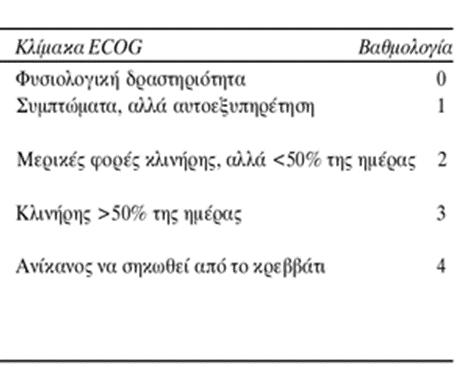 Κλίμακα ECOG Βαθμολογία
Φυσιολογική δραστηριότητα 0
Συμπτώματα, αλλά αυτοεξυπηρέτηση 1
Μερικές φορές κλινήρης, αλλά <50% της ημέρας 2
Κλινήρης >50% της ημέρας 3
Ανίκανος να σηκωθεί από το κρεββάτι 4